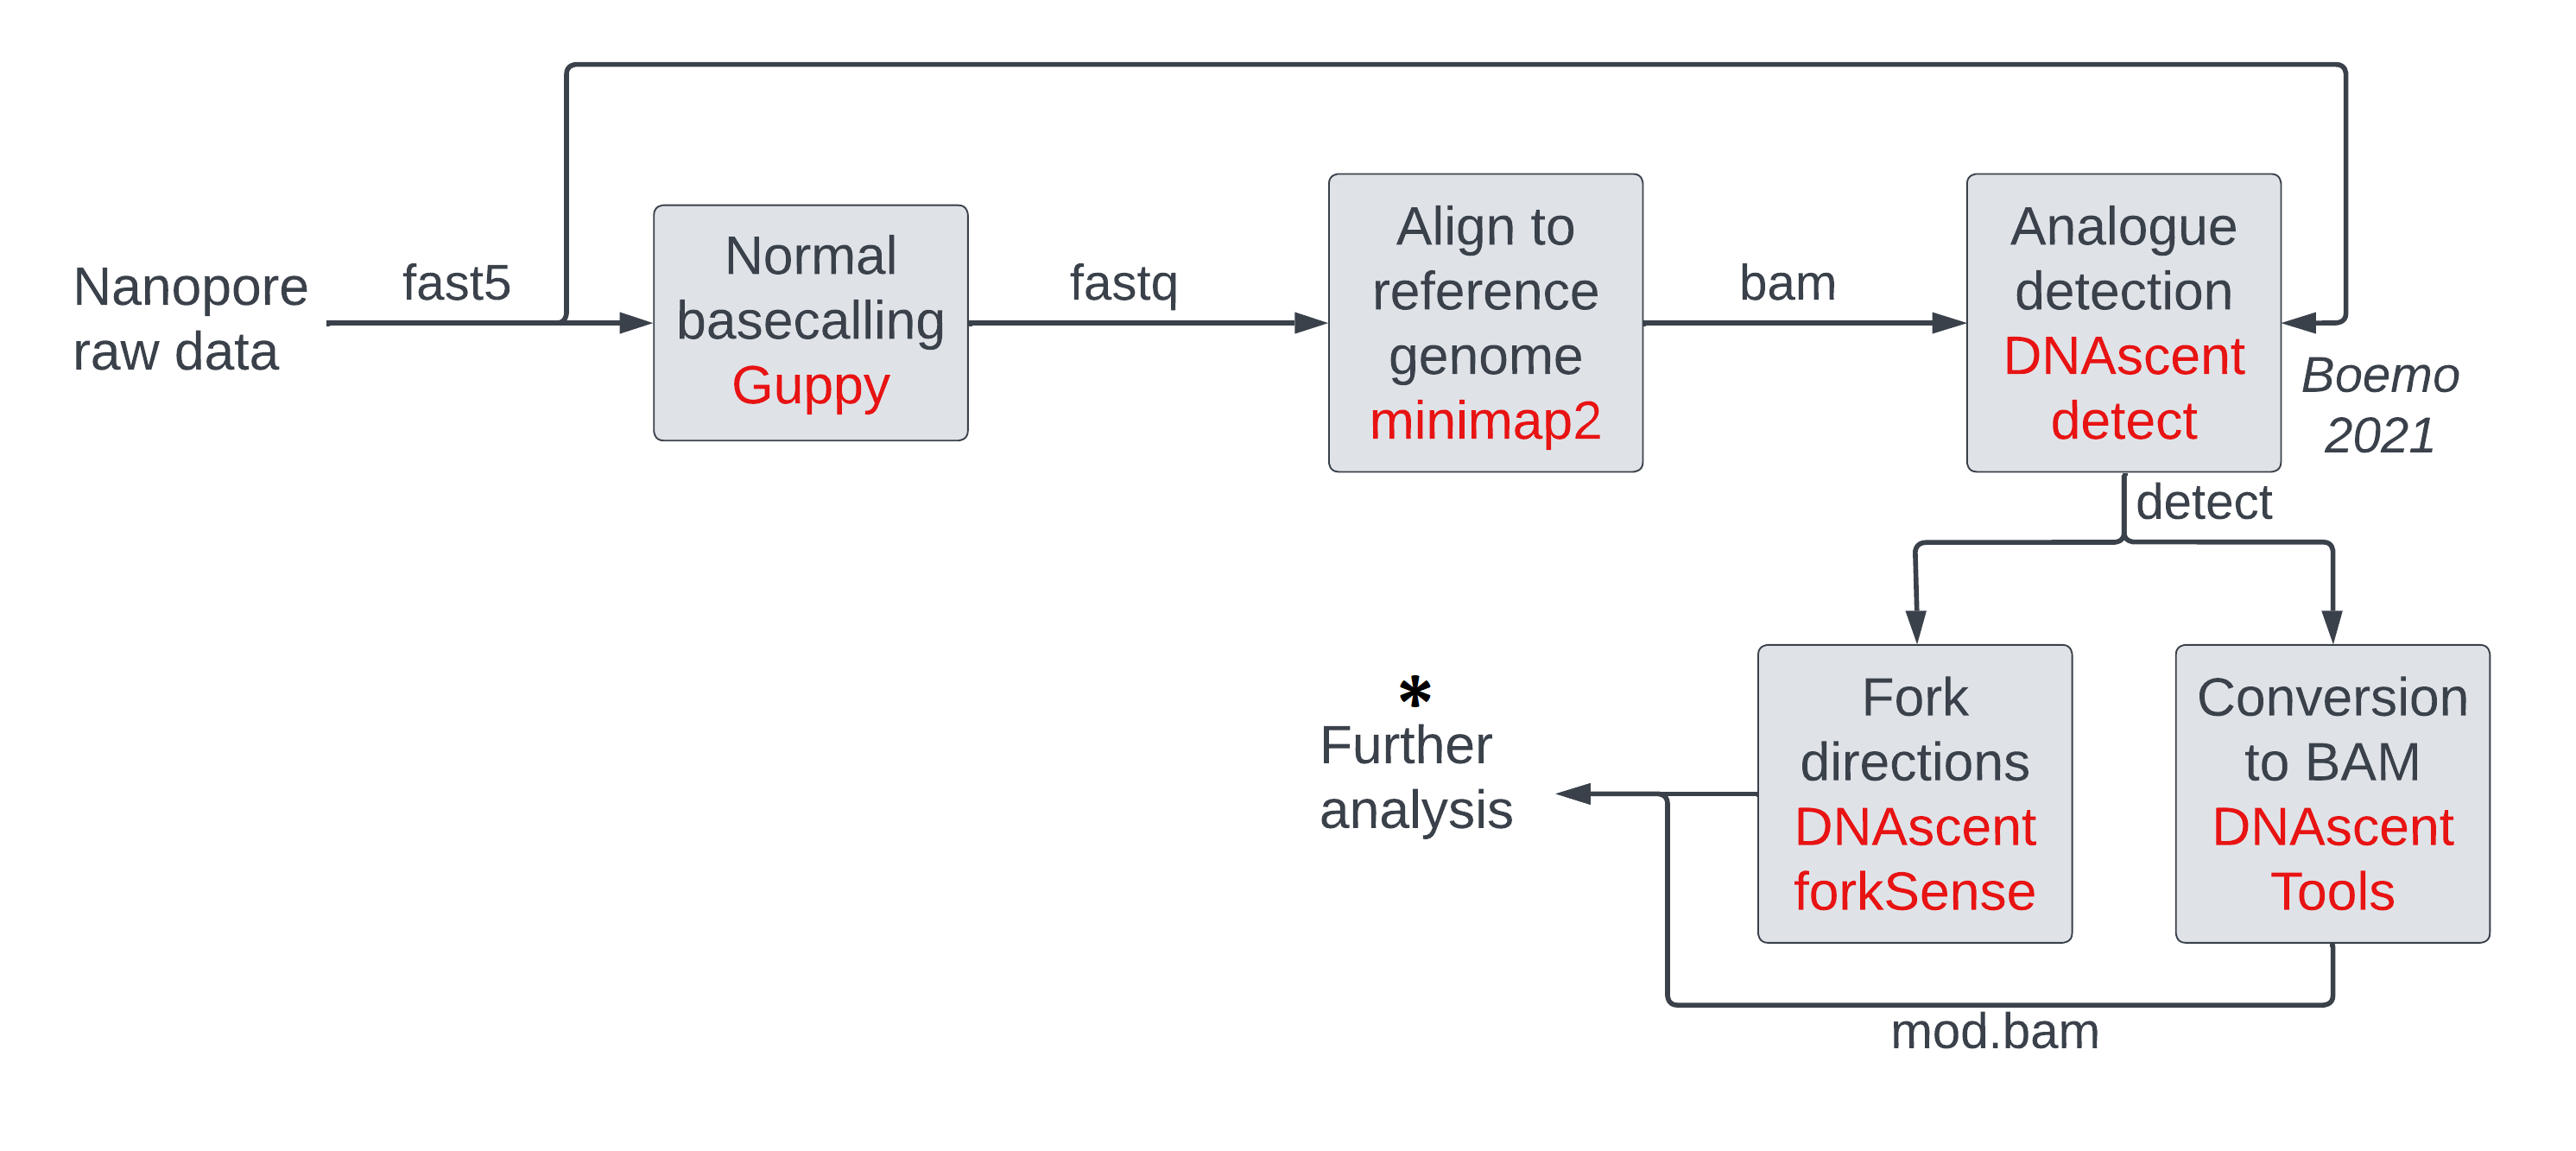 Nanopore
raw data
fast5
Normal
basecalling
Guppy
fastq
Align to
reference
genome
minimap2
bam
Analogue
detection
DNAscent
detect
Boemo
2021
detect
*
Further
analysis
Fork
directions
DNAscent
forkSense
Conversion
to BAM
DNAscent
Tools
mod.bam